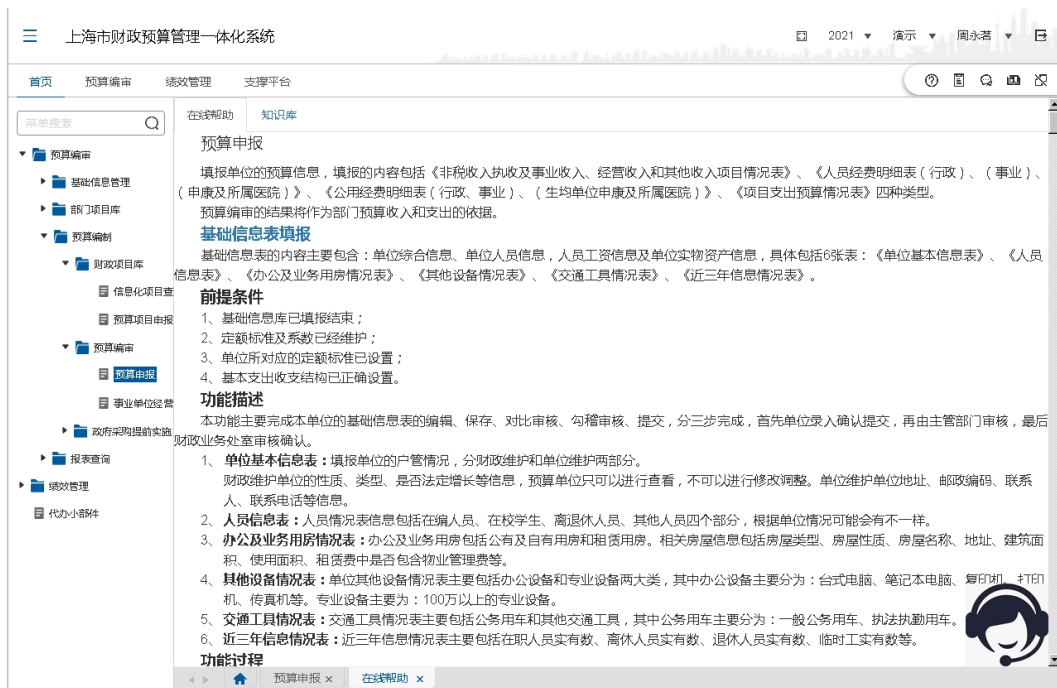 上海市财政预算管理一体化系统
2021 演示 周永茗
首页 预算编审 绩效管理 支撑平台
菜单搜索
预算编审
基础信息管理
部门项目库
预算编制
财政项目库
信息化项目查
预算项目申报
预算编审
预算申报
事业单位经营
政府采购提前实施
报表查询
绩效管理
代办小部件
在线帮助 知识库
预算申报
填报单位的预算信息，填报的内容包括《非税收入执收及事业收入、经营收入和其他收入项目情况表》、《人员经费明细表（行政）、（事业）、
（申康及所属医院）》、《公用经费明细表（行政、事业）、（生均单位申康及所属医院）》、《项目支出预算情况表》四种类型。
预算编审的结果将作为部门预算收入和支出的依据。
基础信息表填报
基础信息表的内容主要包含：单位综合信息、单位人员信息，人员工资信息及单位实物资产信息，具体包括6张表：《单位基本信息表》、《人员
信息表》、《办公及业务用房情况表》、《其他设备情况表》、《交通工具情况表》、《近三年信息情况表》。
前提条件
1、基础信息库已填报结束；
2、定额标准及系数已经维护；
3、单位所对应的定额标准已设置；
4、基本支出收支结构已正确设置。
功能描述
本功能主要完成本单位的基础信息表的编辑、保存、对比审核、勾稽审核、提交，分三步完成，首先单位录入确认提交，再由主管部门审核，最后
财政业务处室审核确认。
1、 单位基本信息表：填报单位的户管情况，分财政维护和单位维护两部分。
财政维护单位的性质、类型、是否法定增长等信息，预算单位只可以进行查看，不可以进行修改调整。单位维护单位地址、邮政编码、联系
人、联系电话等信息。
2、 人员信息表：人员情况表信息包括在编人员、在校学生、离退休人员、其他人员四个部分，根据单位情况可能会有不一样。
3、 办公及业务用房情况表：办公及业务用房包括公有及自有用房和租赁用房。相关房屋信息包括房屋类型、房屋性质、房屋名称、地址、建筑面
积、使用面积、租赁费中是否包含物业管理费等。
4、 其他设备情况表：单位其他设备情况表主要包括办公设备和专业设备两大类，其中办公设备主要分为：台式电脑、笔记本电脑、复印机、打印
机、传真机等。专业设备主要为：100万以上的专业设备。
5、 交通工具情况表：交通工具情况表主要包括公务用车和其他交通工具，其中公务用车主要分为：一般公务用车、执法执勤用车。
6、 近三年信息情况表：近三年信息情况表主要包括在职人员实有数、离休人员实有数、退休人员实有数、临时工实有数等。
功能过程
预算申报 × 在线帮助 ×